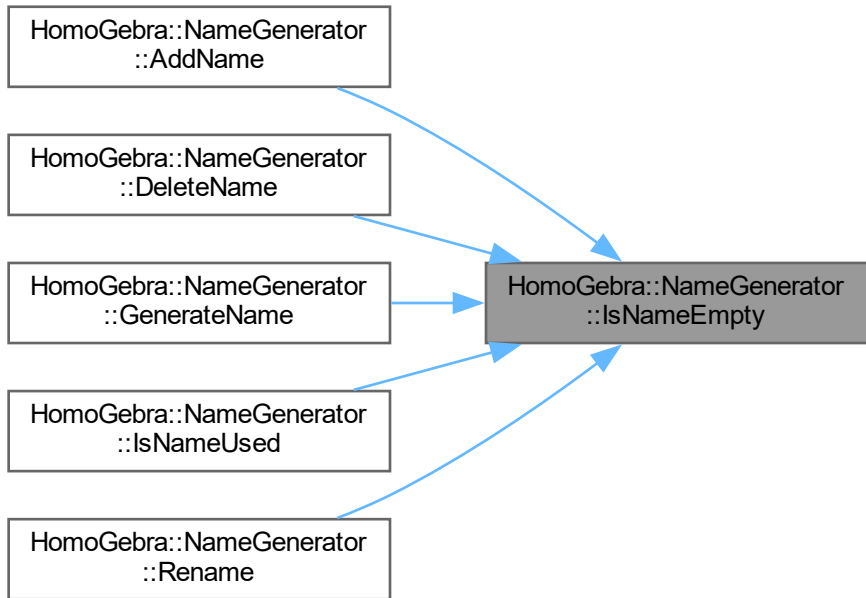 HomoGebra::NameGenerator
::AddName
HomoGebra::NameGenerator
::DeleteName
HomoGebra::NameGenerator
::GenerateName
HomoGebra::NameGenerator
::IsNameUsed
HomoGebra::NameGenerator
::Rename
HomoGebra::NameGenerator
::IsNameEmpty